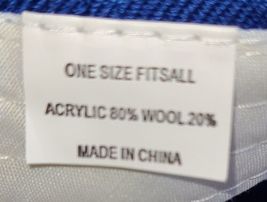 ONE SIZE FITSALL
ACRYLIC 80% WOOL 20%
MADE IN CHINA